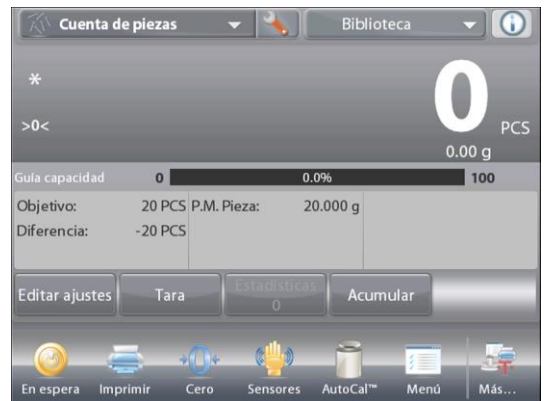 Cuenta de piezas
Biblioteca
*
0
>0<
PCS
0.00 g
Guía capacidad 0 0.0% 100
Objetivo: 20 PCS P.M. Pieza: 20.000 g
Diferencia: -20 PCS
Editar ajustes Tara Estadísticas Acumular
0
En espera Imprimir Cero Sensores AutoCal™ Menú Más...